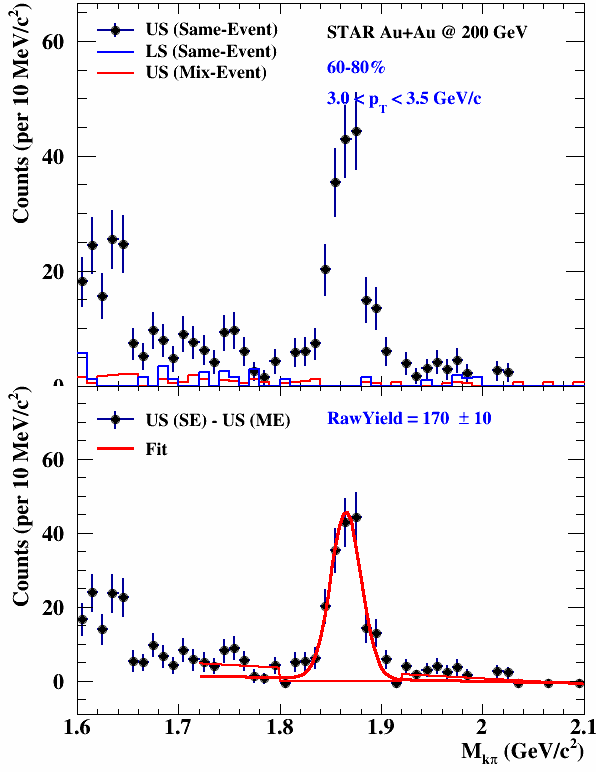 Counts (per 10 MeV/c²)
US (Same-Event)
LS (Same-Event)
US (Mix-Event)
STAR Au+Au @ 200 GeV
60-80%
3.0 < p_T < 3.5 GeV/c
60
40
20
0
Counts (per 10 MeV/c²)
US (SE) - US (ME)
Fit
RawYield = 170 ± 10
60
40
20
0
1.6 1.7 1.8 1.9 2 2.1
M_kπ (GeV/c²)